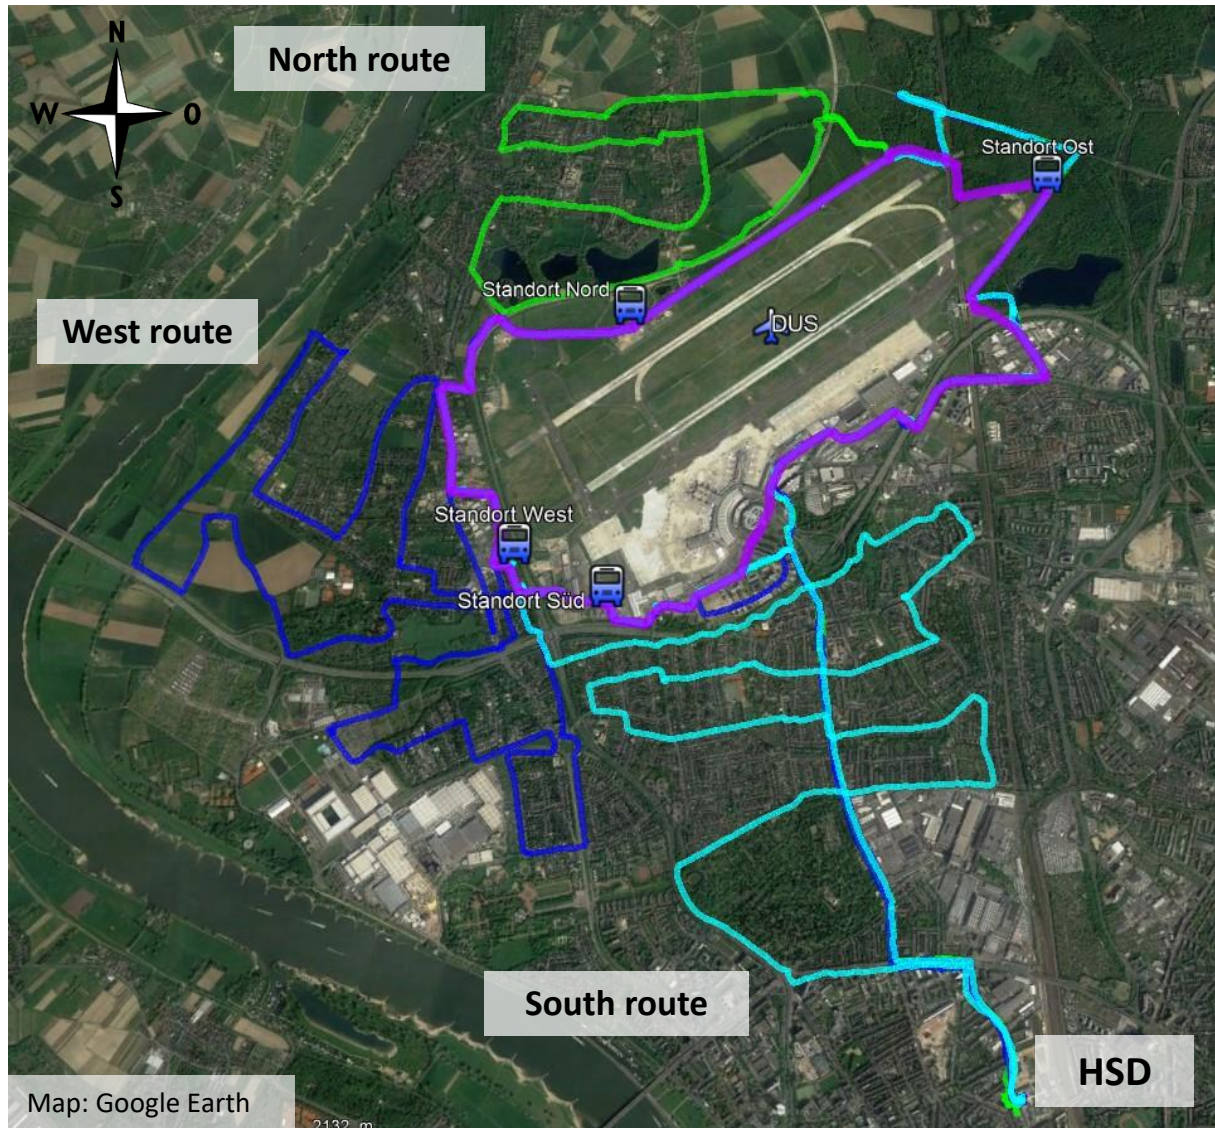 N
North route
W
O
Standort Ost
S
Standort Nord
West route
DUS
Standort West
Standort Süd
South route
HSD
Map: Google Earth
2132 m